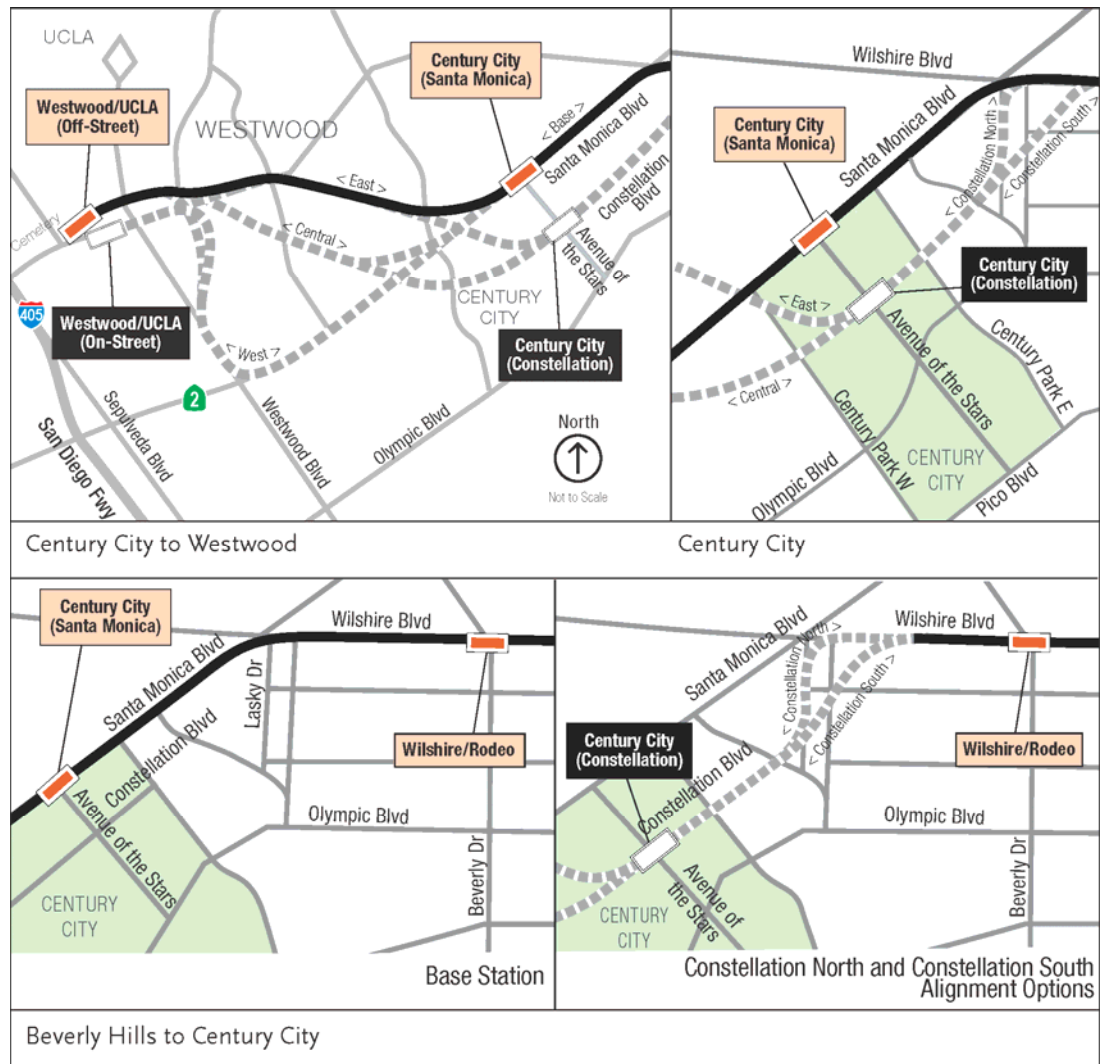 UCLA
Westwood/UCLA
(Off-Street)
WESTWOOD
Century City
(Santa Monica)
< Base >
Santa Monica Blvd
< East >
Constellation
Blvd
< Central >
Cemetery
Avenue of
the Stars
405
Westwood/UCLA
(On-Street)
CENTURY
CITY
< West >
Century City
(Constellation)
2
San Diego Fwy
Sepulveda Blvd
Westwood Blvd
Olympic Blvd
North
Not to Scale
Century City to Westwood
Wilshire Blvd
Santa Monica Blvd
Century City
(Santa Monica)
< Constellation North >
< Constellation South >
Century City
(Constellation)
< East >
< Central >
Avenue of the Stars
Century Park E
Century Park W
CENTURY
CITY
Olympic Blvd
Pico Blvd
Century City
Century City
(Santa Monica)
Wilshire Blvd
Santa Monica Blvd
Lasky Dr
Constellation Blvd
Wilshire/Rodeo
Avenue of the Stars
Olympic Blvd
Beverly Dr
CENTURY
CITY
Base Station
Wilshire Blvd
Santa Monica Blvd
< Constellation North >
< Constellation South >
Century City
(Constellation)
Constellation Blvd
Wilshire/Rodeo
Olympic Blvd
Avenue of
the Stars
Beverly Dr
CENTURY
CITY
Constellation North and Constellation South
Alignment Options
Beverly Hills to Century City